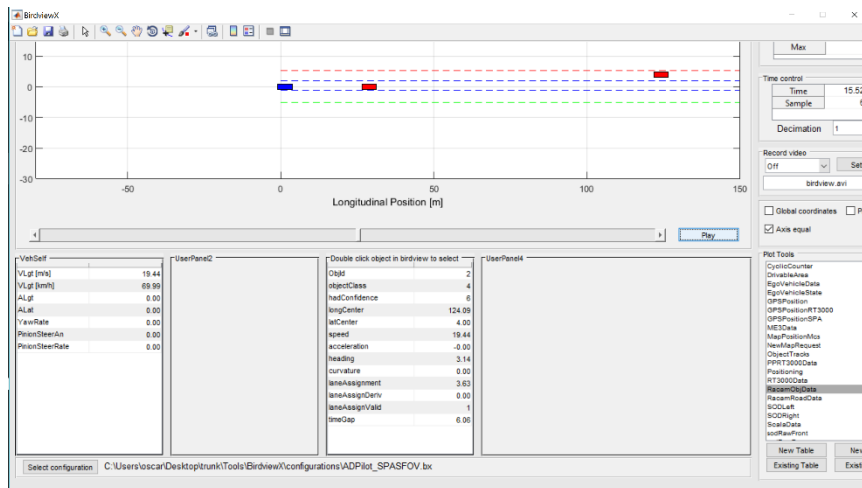 BirdviewX
Max
10
0
-10
-20
-30
-50
0
50
100
150
Longitudinal Position [m]
Time control
Time 15.52
Sample 6
Decimation 1
Record video
Off Set
birdview.avi
Global coordinates P
Axis equal
Play
VehSelf
VLgt [m/s] 19.44
VLgt [km/h] 69.99
ALgt 0.00
ALat 0.00
YawRate 0.00
PinionSteerAn 0.00
PinionSteerRate 0.00
UserPanel2
Double click object in birdview to select
ObjId 2
objectClass 4
hadConfidence 6
longCenter 124.09
latCenter 4.00
speed 19.44
acceleration -0.00
heading 3.14
curvature 0.00
laneAssignment 3.63
laneAssignDeriv 0.00
laneAssignValid 1
timeGap 6.06
UserPanel4
Plot Tools
CyclicCounter
DrivableArea
EgoVehicleData
EgoVehicleState
GPSPosition
GPSPositionRT3000
GPSPositionSPA
ME3Data
MapPositionMcs
NewMapRequest
ObjectTracks
PPRT3000Data
Positioning
RT3000Data
RacamObjData
RacamRoadData
SODLeft
SODRight
ScalaData
sodRawFront
New Table New
Existing Table Exist
Select configuration C:\Users\oscar\Desktop\trunk\Tools\BirdviewX\configurations\ADPilot_SPASFOV.bx